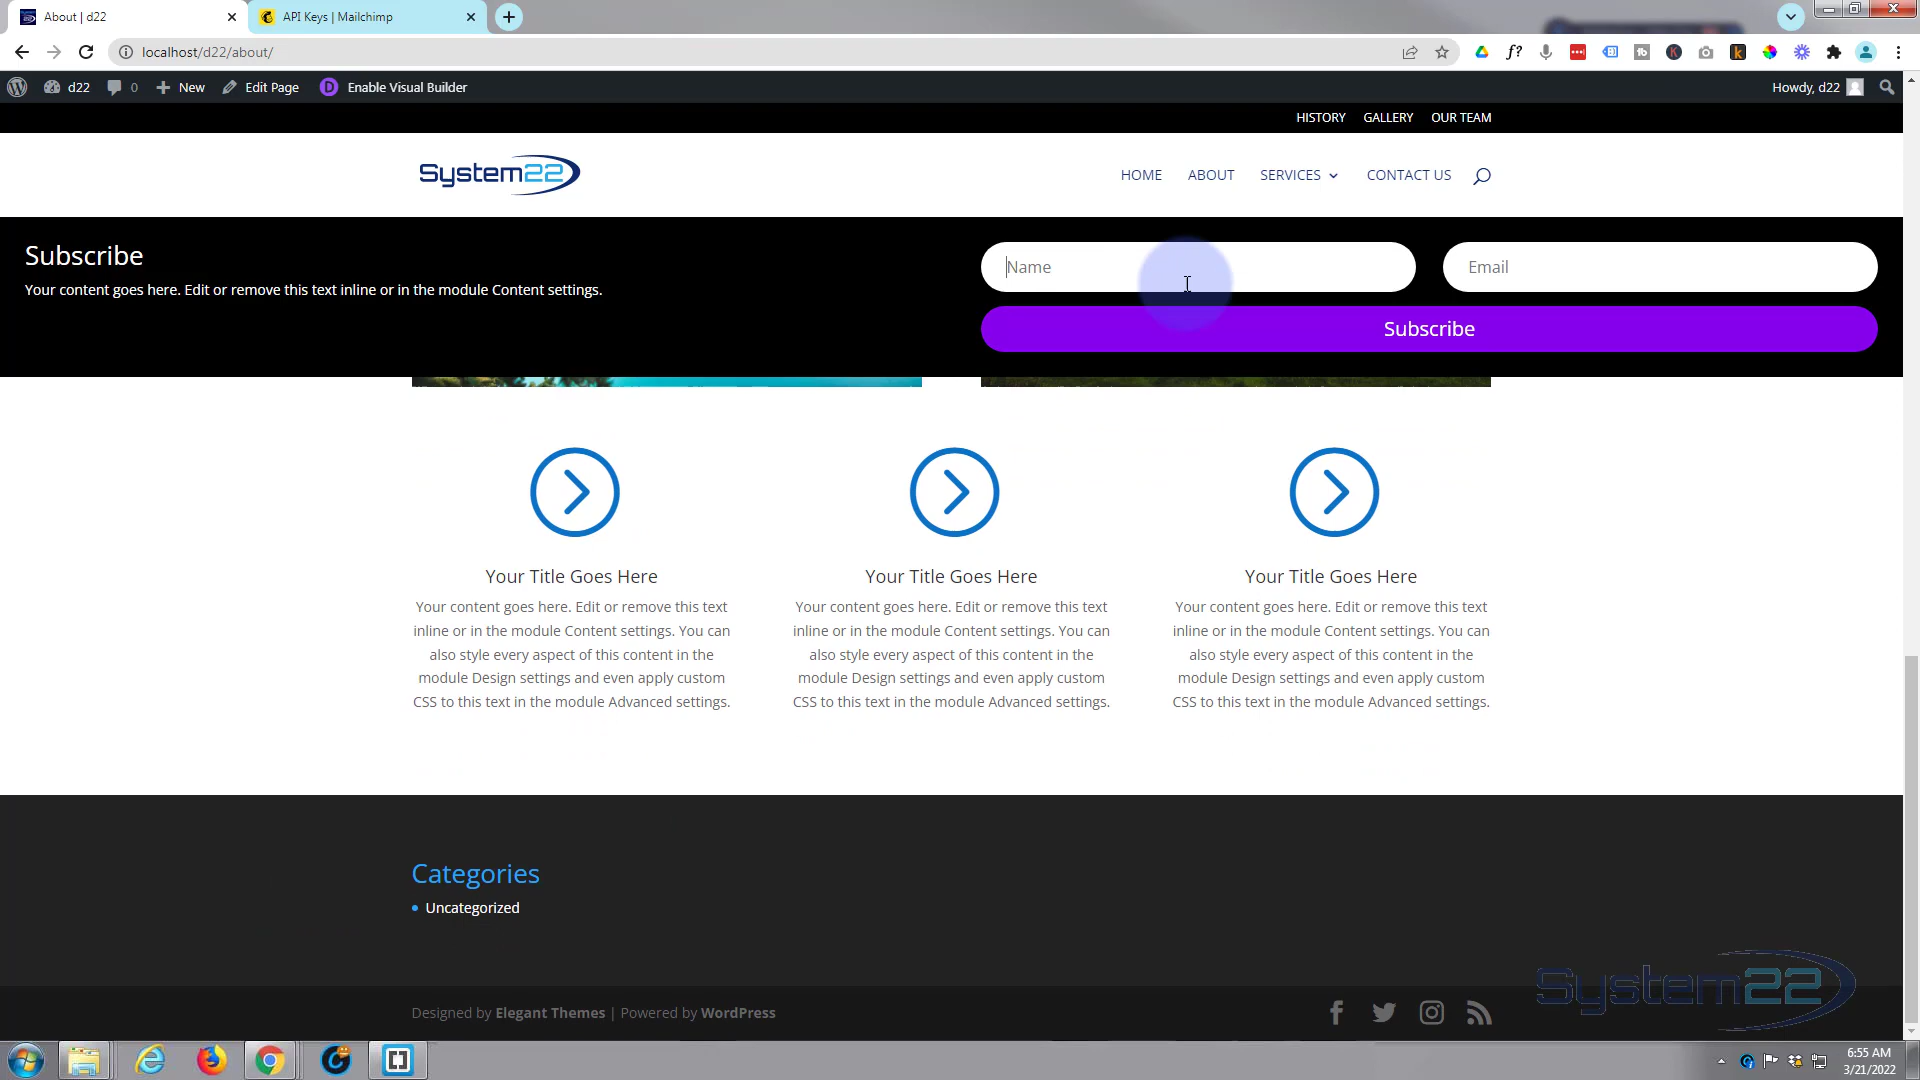 About | d22
API Keys | Mailchimp
localhost/d22/about/
d22
0
New
Edit Page
Enable Visual Builder
Howdy, d22
HISTORY
GALLERY
OUR TEAM
System22
HOME
ABOUT
SERVICES
CONTACT US
Subscribe
Your content goes here. Edit or remove this text inline or in the module Content settings.
Name
Email
Subscribe
Your Title Goes Here
Your content goes here. Edit or remove this text
inline or in the module Content settings. You can
also style every aspect of this content in the
module Design settings and even apply custom
CSS to this text in the module Advanced settings.
Your Title Goes Here
Your content goes here. Edit or remove this text
inline or in the module Content settings. You can
also style every aspect of this content in the
module Design settings and even apply custom
CSS to this text in the module Advanced settings.
Your Title Goes Here
Your content goes here. Edit or remove this text
inline or in the module Content settings. You can
also style every aspect of this content in the
module Design settings and even apply custom
CSS to this text in the module Advanced settings.
Categories
Uncategorized
System22
Designed by Elegant Themes | Powered by WordPress
6:55 AM
3/21/2022